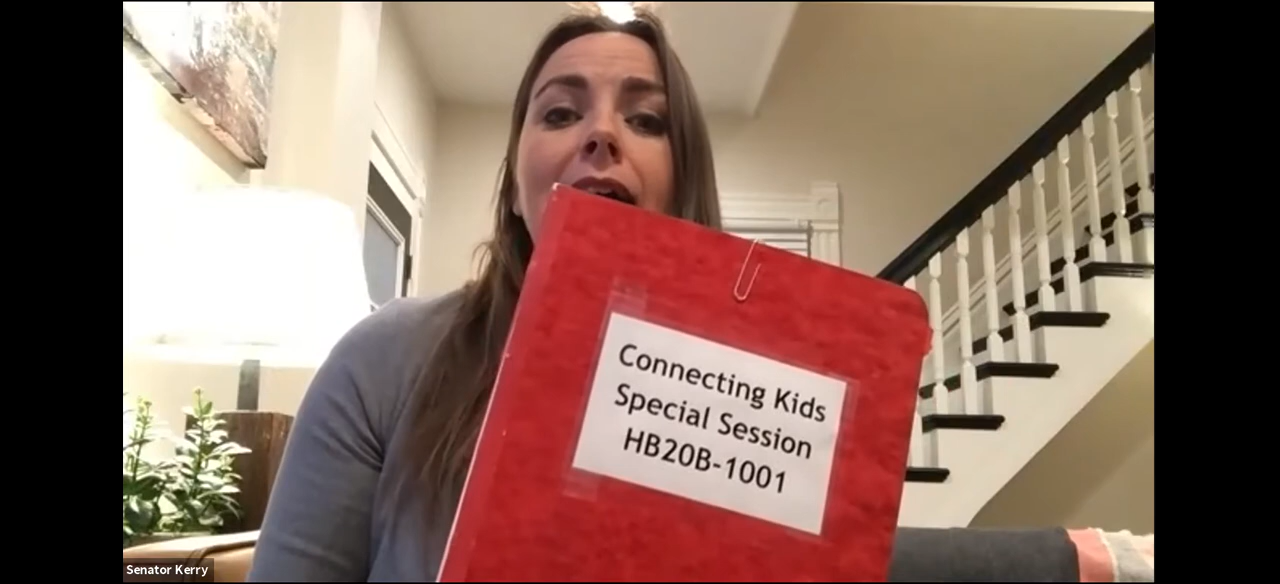 Connecting Kids
Special Session
HB20B-1001
Senator Kerry